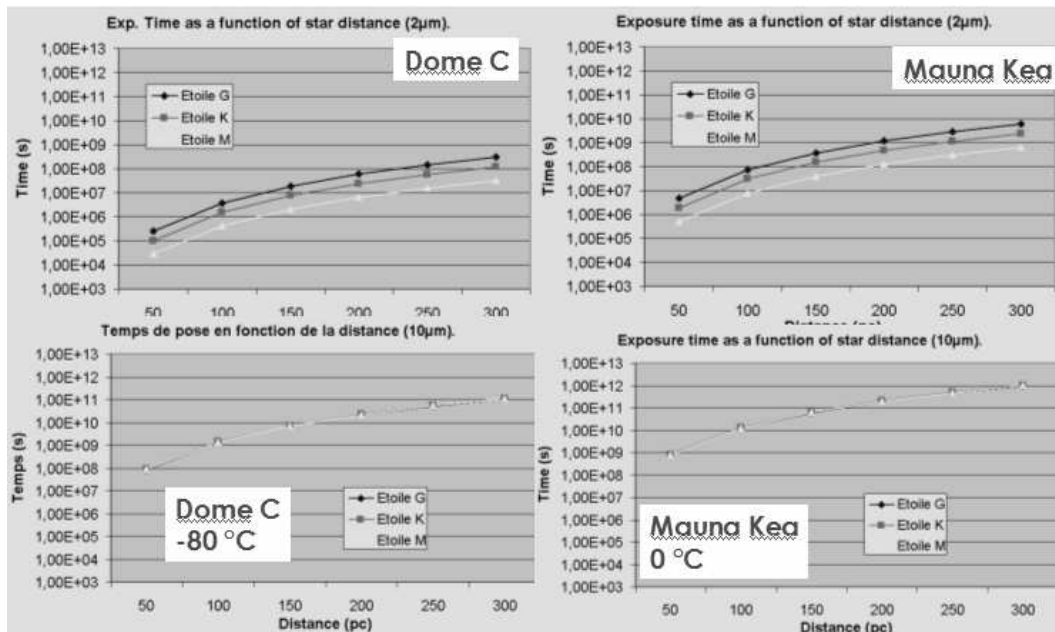 Exp. Time as a function of star distance (2µm).
Dome C
Time (s)
1,00E+13
1,00E+12
1,00E+11
1,00E+10
1,00E+09
1,00E+08
1,00E+07
1,00E+06
1,00E+05
1,00E+04
1,00E+03
Etoile G
Etoile K
Etoile M
50 100 150 200 250 300
Exposure time as a function of star distance (2µm).
Mauna Kea
Time (s)
1,00E+13
1,00E+12
1,00E+11
1,00E+10
1,00E+09
1,00E+08
1,00E+07
1,00E+06
1,00E+05
1,00E+04
1,00E+03
Etoile G
Etoile K
Etoile M
50 100 150 200 250 300
Distance (pc)
Temps de pose en fonction de la distance (10µm).
Temps (s)
1,00E+13
1,00E+12
1,00E+11
1,00E+10
1,00E+09
1,00E+08
1,00E+07
1,00E+06
1,00E+05
1,00E+04
1,00E+03
Dome C
-80 °C
Etoile G
Etoile K
Etoile M
50 100 150 200 250 300
Distance (pc)
Exposure time as a function of star distance (10µm).
Time (s)
1,00E+13
1,00E+12
1,00E+11
1,00E+10
1,00E+09
1,00E+08
1,00E+07
1,00E+06
1,00E+05
1,00E+04
1,00E+03
Mauna Kea
0 °C
Etoile G
Etoile K
Etoile M
50 100 150 200 250 300
Distance (pc)